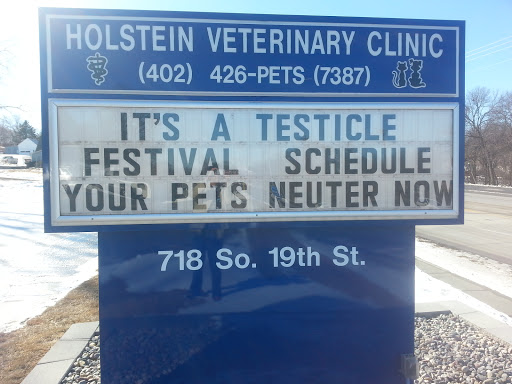 HOLSTEIN VETERINARY CLINIC
(402) 426-PETS (7387)
IT'S A TESTICLE
FESTIVAL SCHEDULE
YOUR PETS NEUTER NOW
718 So. 19th St.